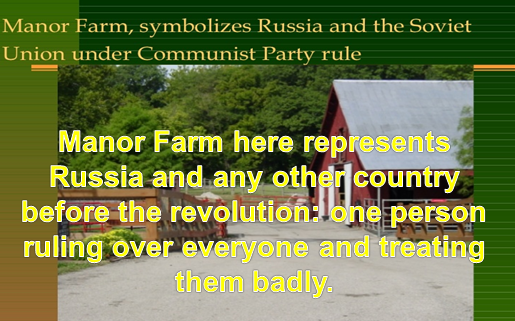 Manor Farm, symbolizes Russia and the Soviet
Union under Communist Party rule
Manor Farm here represents
Russia and any other country
before the revolution: one person
ruling over everyone and treating
them badly.